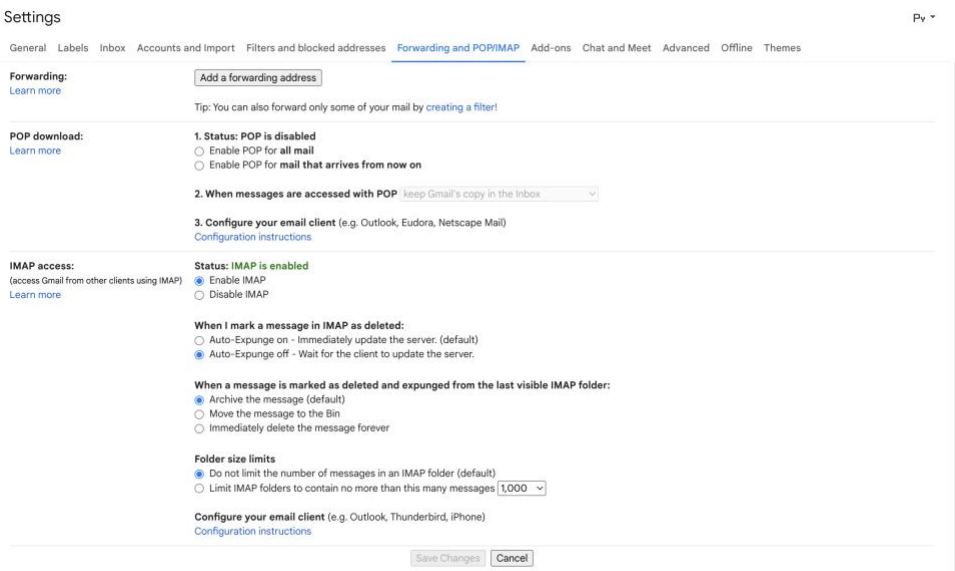 Settings
Py
General Labels Inbox Accounts and Import Filters and blocked addresses Forwarding and POP/IMAP Add-ons Chat and Meet Advanced Offline Themes
Forwarding:
Learn more
Add a forwarding address
Tip: You can also forward only some of your mail by creating a filter!
POP download:
Learn more
1. Status: POP is disabled
Enable POP for all mail
Enable POP for mail that arrives from now on
2. When messages are accessed with POP keep Gmail's copy in the Inbox
3. Configure your email client (e.g. Outlook, Eudora, Netscape Mail)
Configuration instructions
IMAP access:
(access Gmail from other clients using IMAP)
Learn more
Status: IMAP is enabled
Enable IMAP
Disable IMAP
When I mark a message in IMAP as deleted:
Auto-Expunge on - Immediately update the server. (default)
Auto-Expunge off - Wait for the client to update the server.
When a message is marked as deleted and expunged from the last visible IMAP folder:
Archive the message (default)
Move the message to the Bin
Immediately delete the message forever
Folder size limits
Do not limit the number of messages in an IMAP folder (default)
Limit IMAP folders to contain no more than this many messages 1,000
Configure your email client (e.g. Outlook, Thunderbird, iPhone)
Configuration instructions
Save Changes Cancel